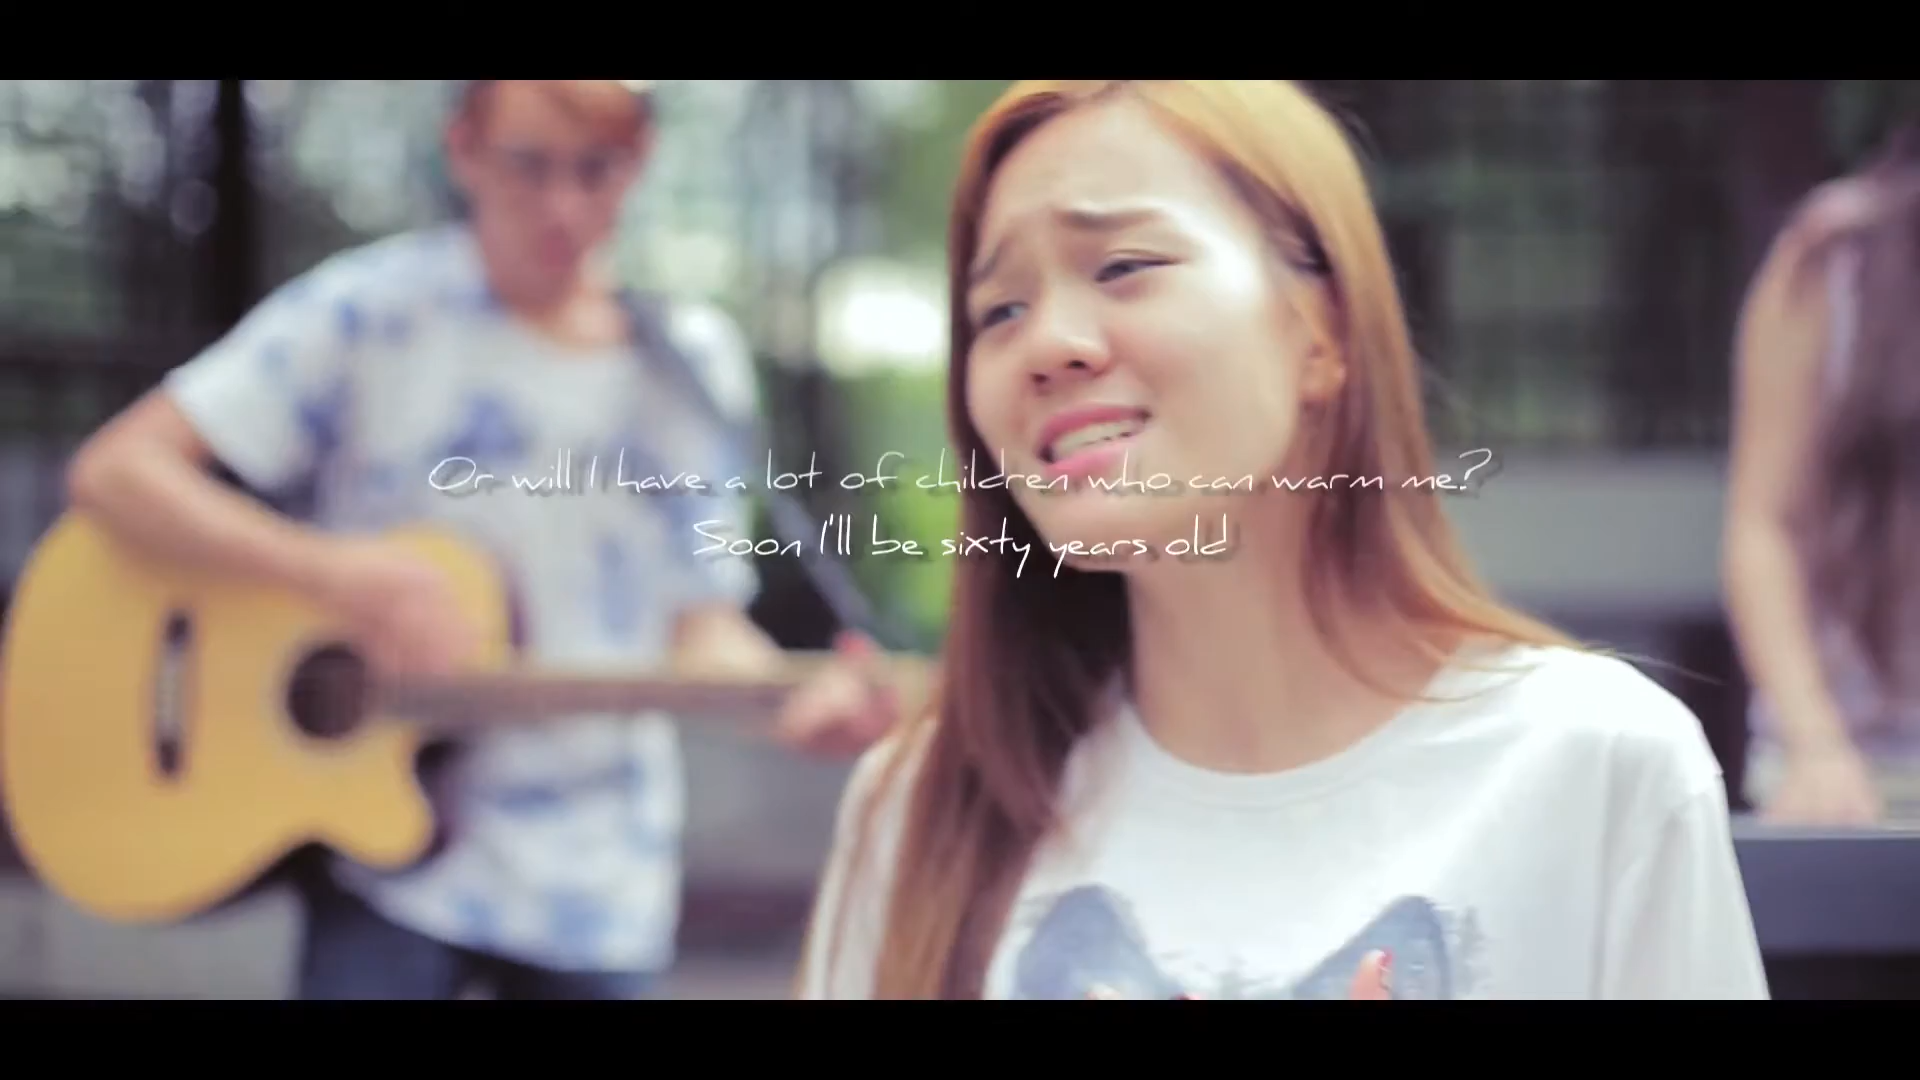 Or will I have a lot of children who can warm me?
Soon I'll be sixty years old